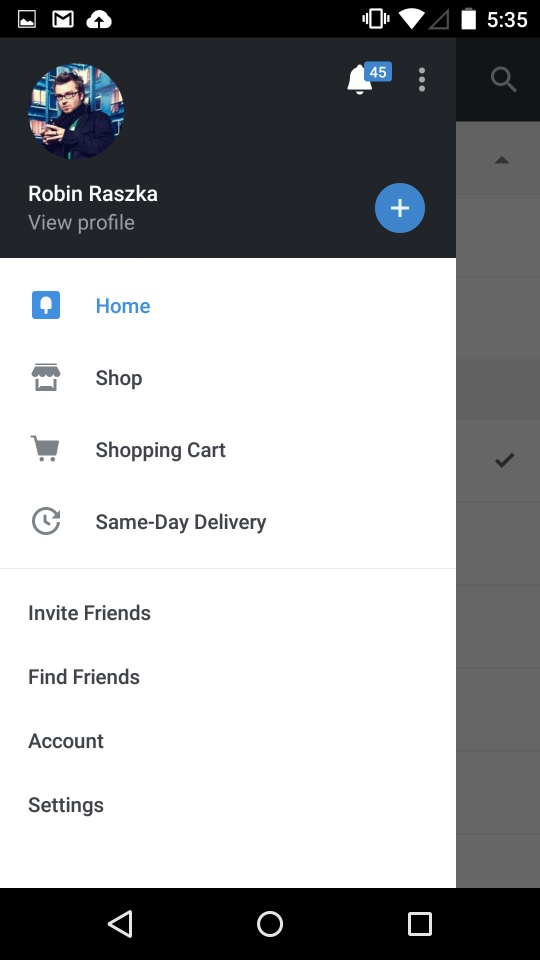 5:35
45
Robin Raszka
View profile
Home
Shop
Shopping Cart
Same-Day Delivery
Invite Friends
Find Friends
Account
Settings